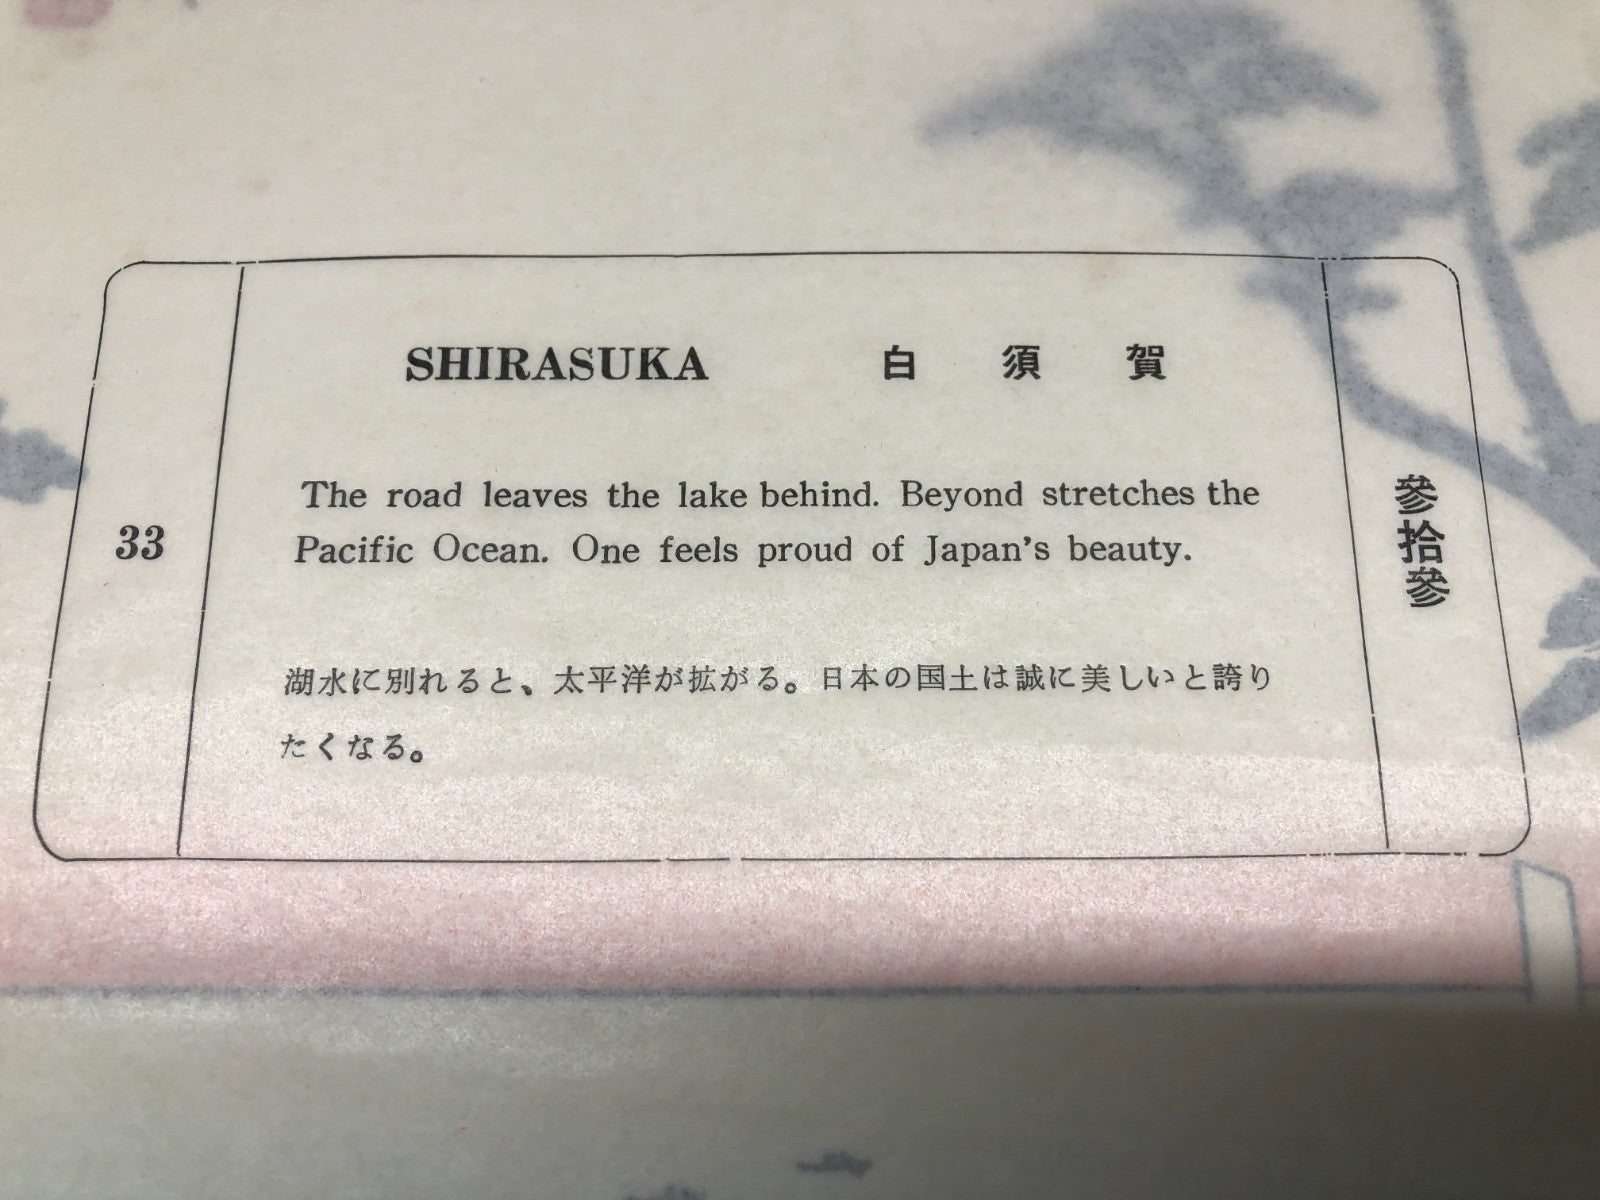 SHIRASUKA 白須賀
33
The road leaves the lake behind. Beyond stretches the
Pacific Ocean. One feels proud of Japan's beauty.
湖水に別れると、太平洋が拡がる。日本の国土は誠に美しいと誇り
たくなる。
參拾參